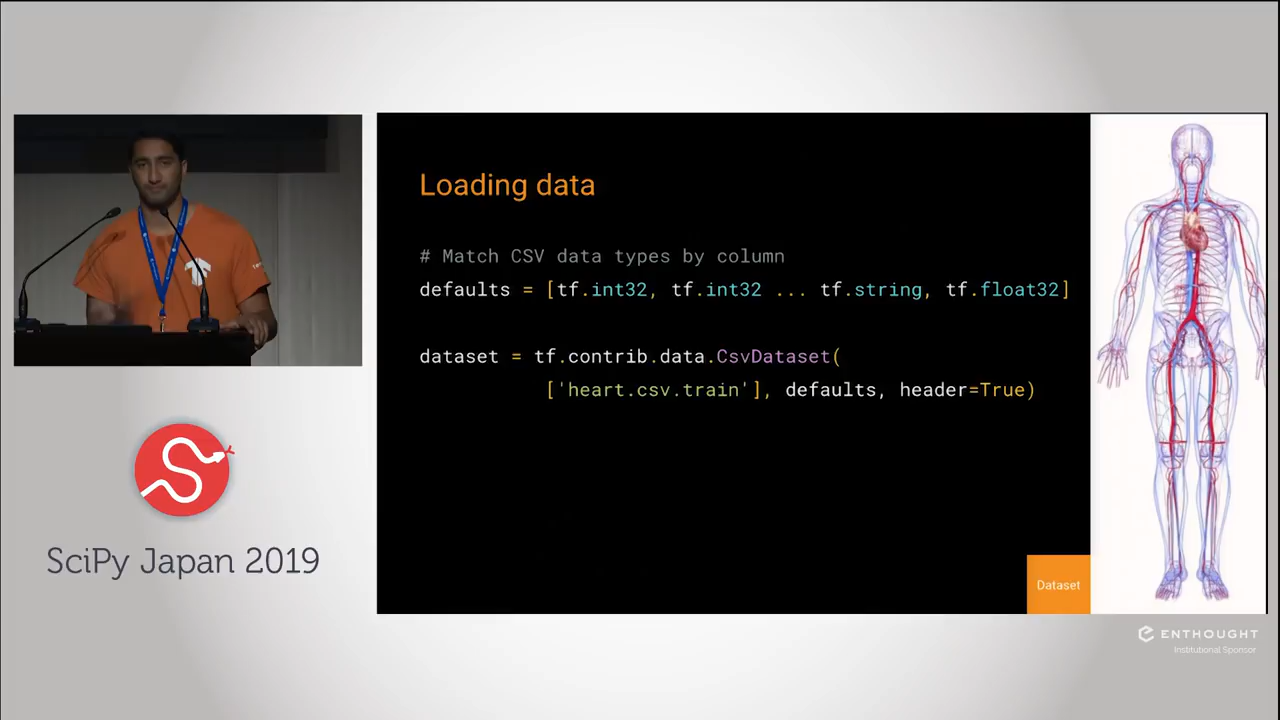 Loading data
# Match CSV data types by column
defaults = [tf.int32, tf.int32 ... tf.string, tf.float32]
dataset = tf.contrib.data.CsvDataset(
['heart.csv.train'], defaults, header=True)
Dataset
SciPy Japan 2019
ENTHOUGHT
Institutional Sponsor